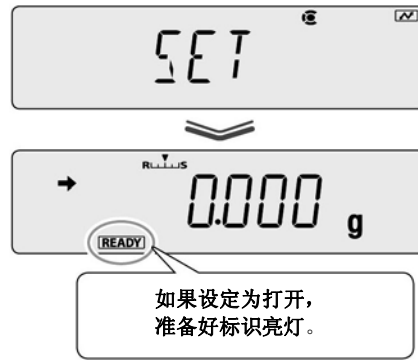 SET
R S
0.000 g
READY
如果设定为打开，
准备好标识亮灯。